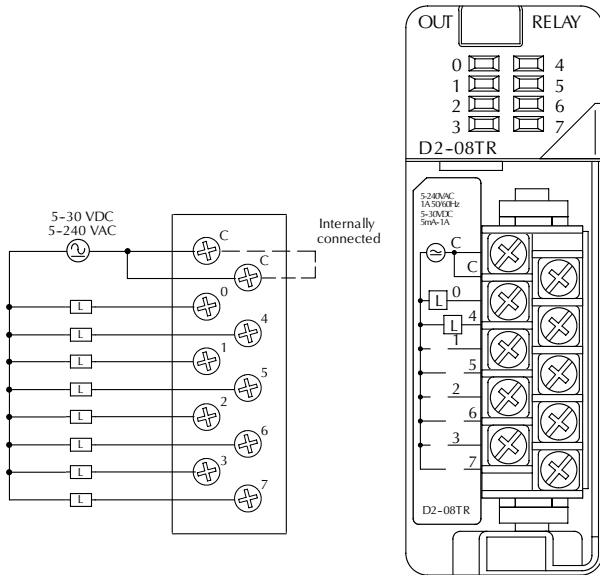 5-30 VDC
5-240 VAC
C
Internally
connected
C
0
L
4
L
1
L
5
L
2
L
6
L
3
L
7
L
OUT RELAY
0 4
1 5
2 6
3 7
D2-08TR
5-240VAC
1A 50/60Hz
5-30VDC
5mA-1A
C
C
L 0
L 4
1
5
2
6
3
7
D2-08TR